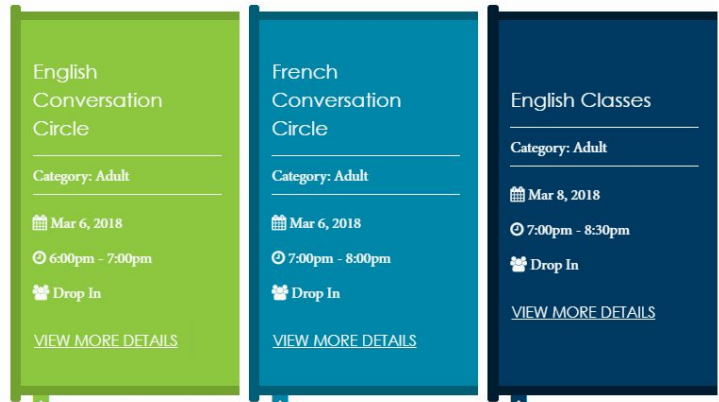 English
Conversation
Circle
Category: Adult
Mar 6, 2018
6:00pm - 7:00pm
Drop In
VIEW MORE DETAILS
French
Conversation
Circle
Category: Adult
Mar 6, 2018
7:00pm - 8:00pm
Drop In
VIEW MORE DETAILS
English Classes
Category: Adult
Mar 8, 2018
7:00pm - 8:30pm
Drop In
VIEW MORE DETAILS